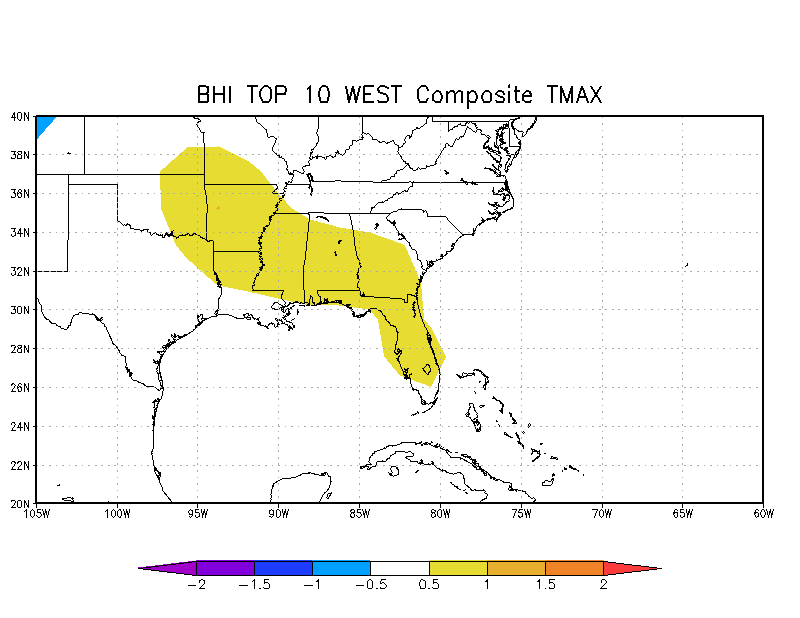 BHI TOP 10 WEST Composite TMAX
40N
38N
36N
34N
32N
30N
28N
26N
24N
22N
20N
105W 100W 95W 90W 85W 80W 75W 70W 65W 60W
−2 −1.5 −1 −0.5 0.5 1 1.5 2